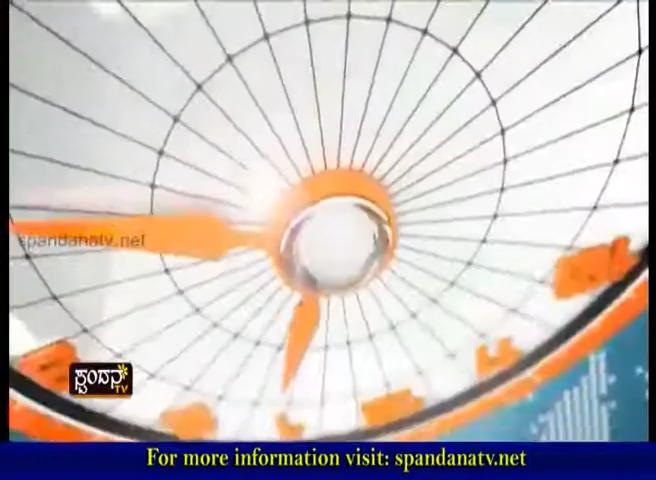 spandanatv.net
ಸ್ಪಂದನ
TV
For more information visit: spandanatv.net